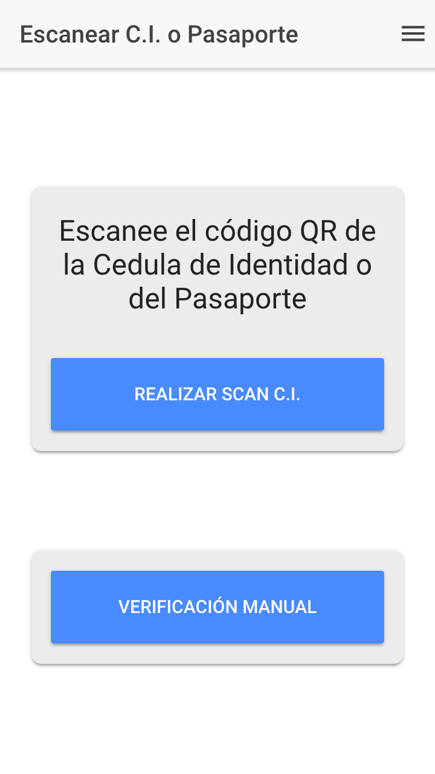 Escanear C.I. o Pasaporte
Escanee el código QR de
la Cedula de Identidad o
del Pasaporte
REALIZAR SCAN C.I.
VERIFICACIÓN MANUAL